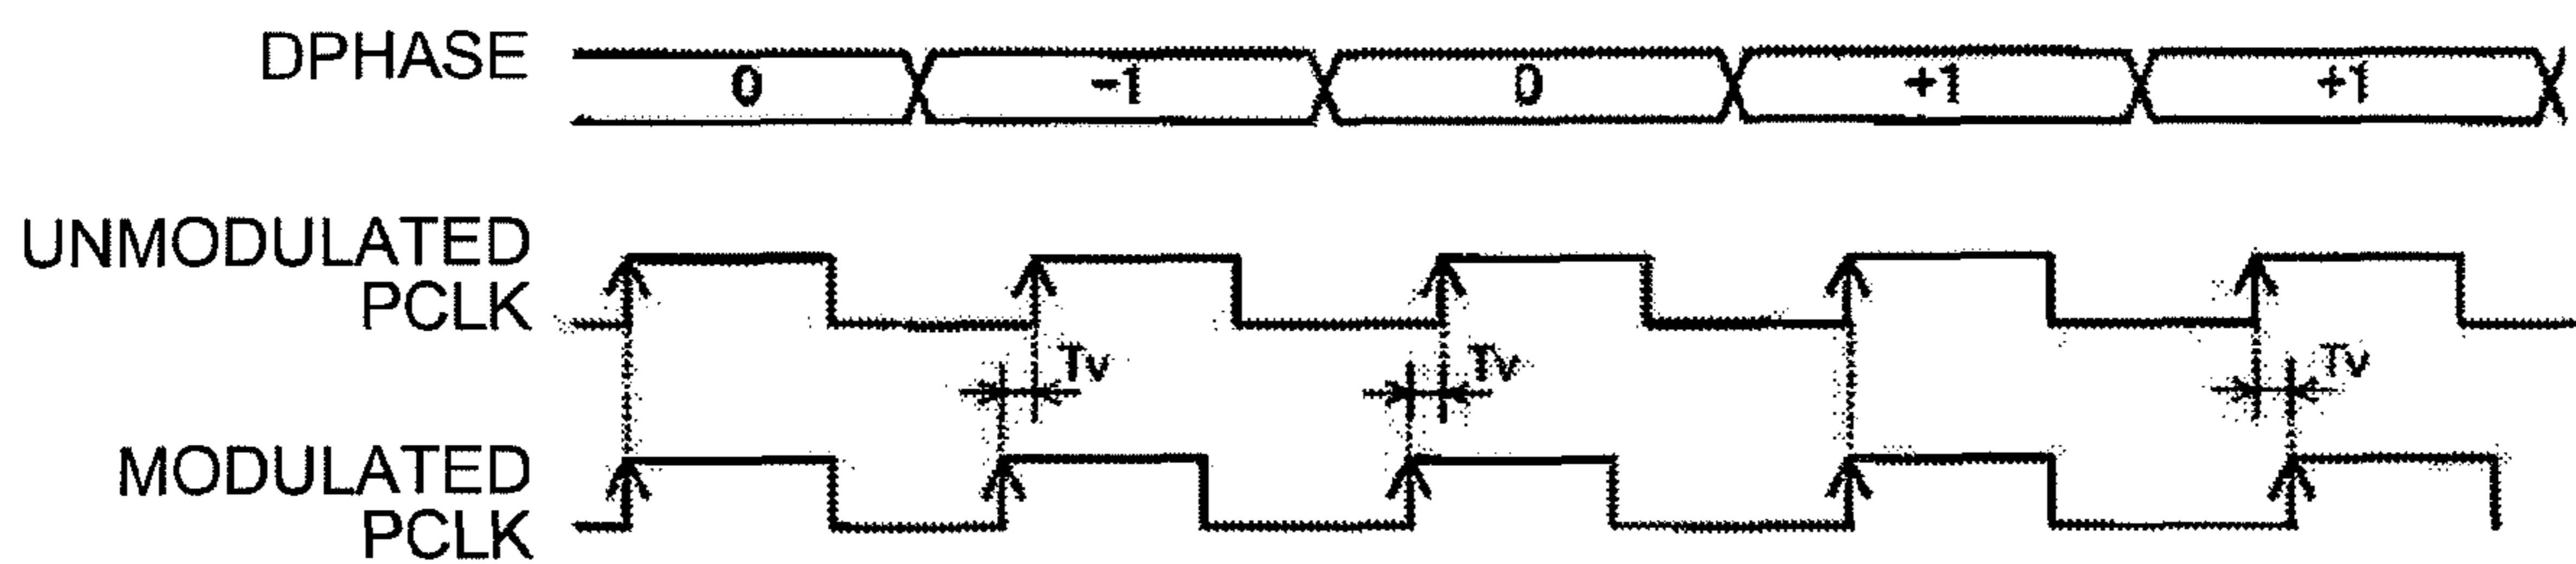 DPHASE 0 -1 0 +1 +1
UNMODULATED
PCLK
Tv Tv Tv
MODULATED
PCLK